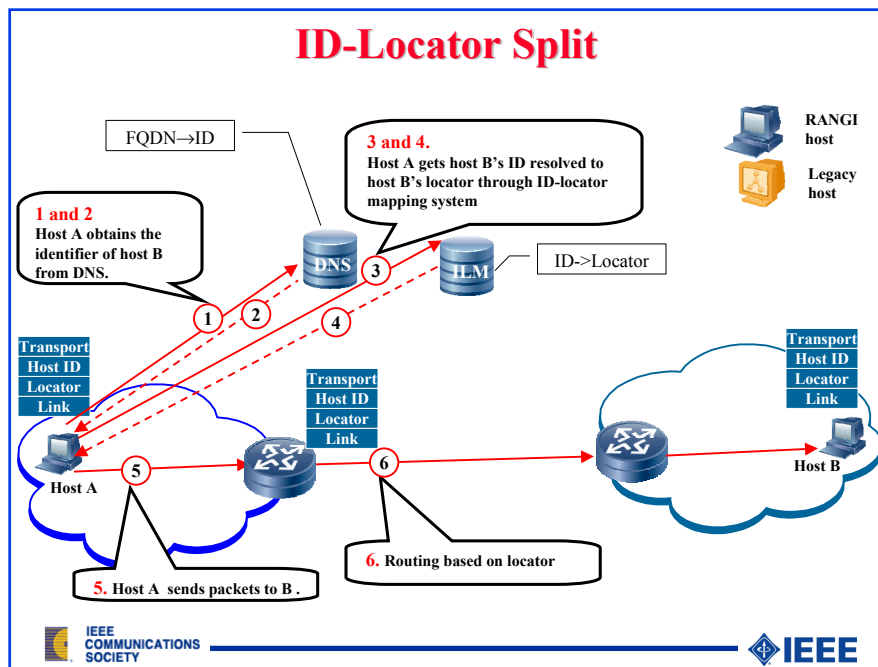 ID-Locator Split
FQDN→ID
3 and 4.
Host A gets host B's ID resolved to
host B's locator through ID-locator
mapping system
RANGI
host
Legacy
host
1 and 2
Host A obtains the
identifier of host B
from DNS.
DNS
3
ILM
ID->Locator
1
2
4
Transport
Host ID
Locator
Link
Transport
Host ID
Locator
Link
Transport
Host ID
Locator
Link
Host A
5
6
Host B
5. Host A sends packets to B .
6. Routing based on locator
IEEE
COMMUNICATIONS
SOCIETY
IEEE